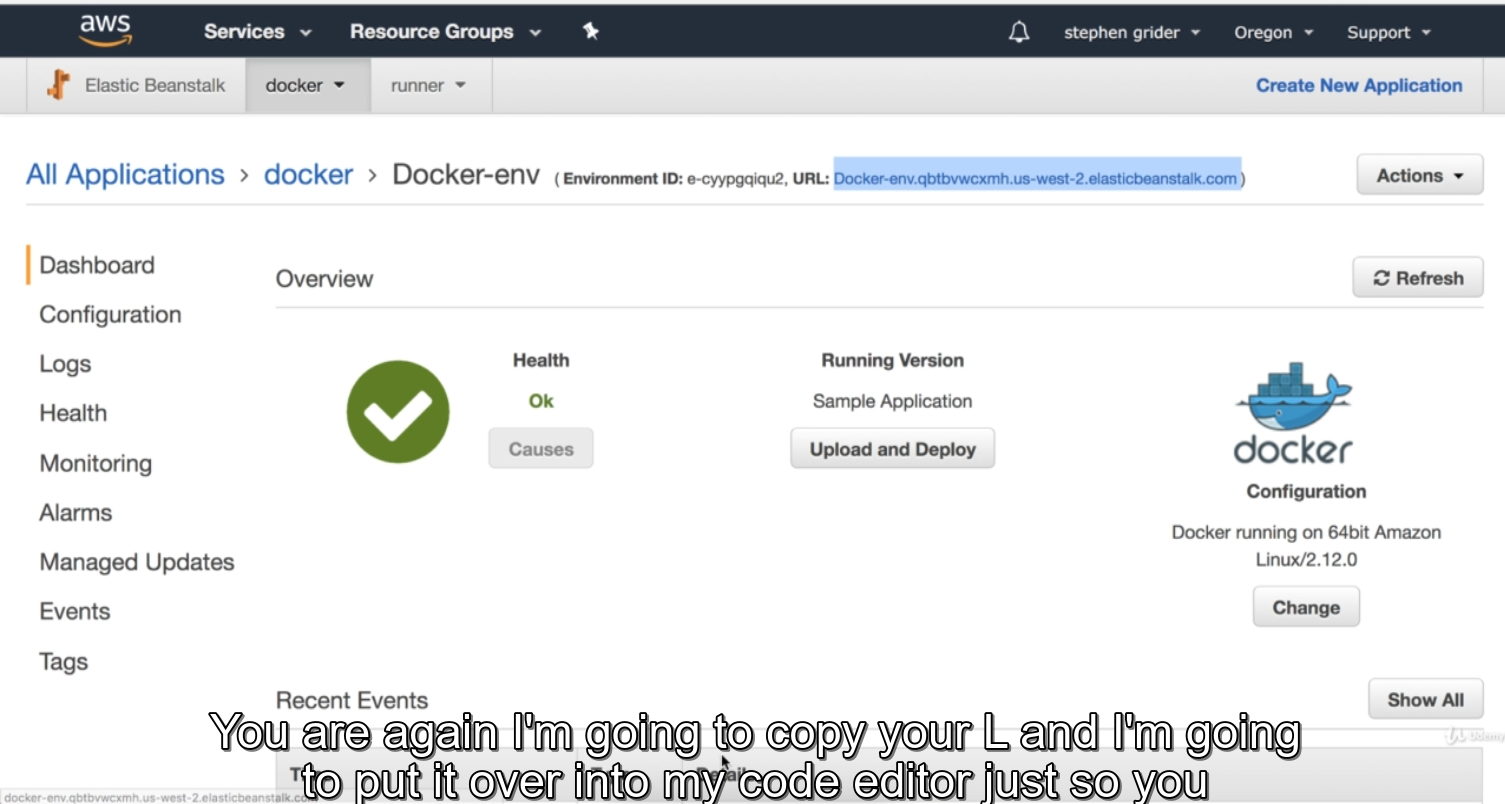 aws Services Resource Groups stephen grider Oregon Support
Elastic Beanstalk docker runner Create New Application
All Applications > docker > Docker-env ( Environment ID: e-cyypgqiqu2, URL: Docker-env.qbtbvwcxmh.us-west-2.elasticbeanstalk.com ) Actions
Dashboard
Configuration
Logs
Health
Monitoring
Alarms
Managed Updates
Events
Tags
Overview
Refresh
Health
Ok
Causes
Running Version
Sample Application
Upload and Deploy
docker
Configuration
Docker running on 64bit Amazon
Linux/2.12.0
Change
Recent Events
Show All
Udemy
You are again I'm going to copy your L and I'm going
to put it over into my code editor just so you
docker-env.qbtbvwcxmh.us-west-2.elasticbeanstalk.com